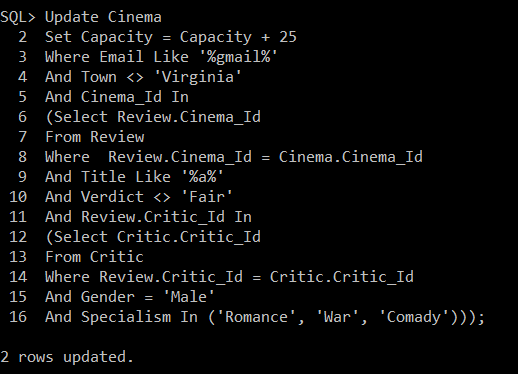 SQL> Update Cinema
2 Set Capacity = Capacity + 25
3 Where Email Like '%gmail%'
4 And Town <> 'Virginia'
5 And Cinema_Id In
6 (Select Review.Cinema_Id
7 From Review
8 Where  Review.Cinema_Id = Cinema.Cinema_Id
9 And Title Like '%a%'
10 And Verdict <> 'Fair'
11 And Review.Critic_Id In
12 (Select Critic.Critic_Id
13 From Critic
14 Where Review.Critic_Id = Critic.Critic_Id
15 And Gender = 'Male'
16 And Specialism In ('Romance', 'War', 'Comady')));
2 rows updated.